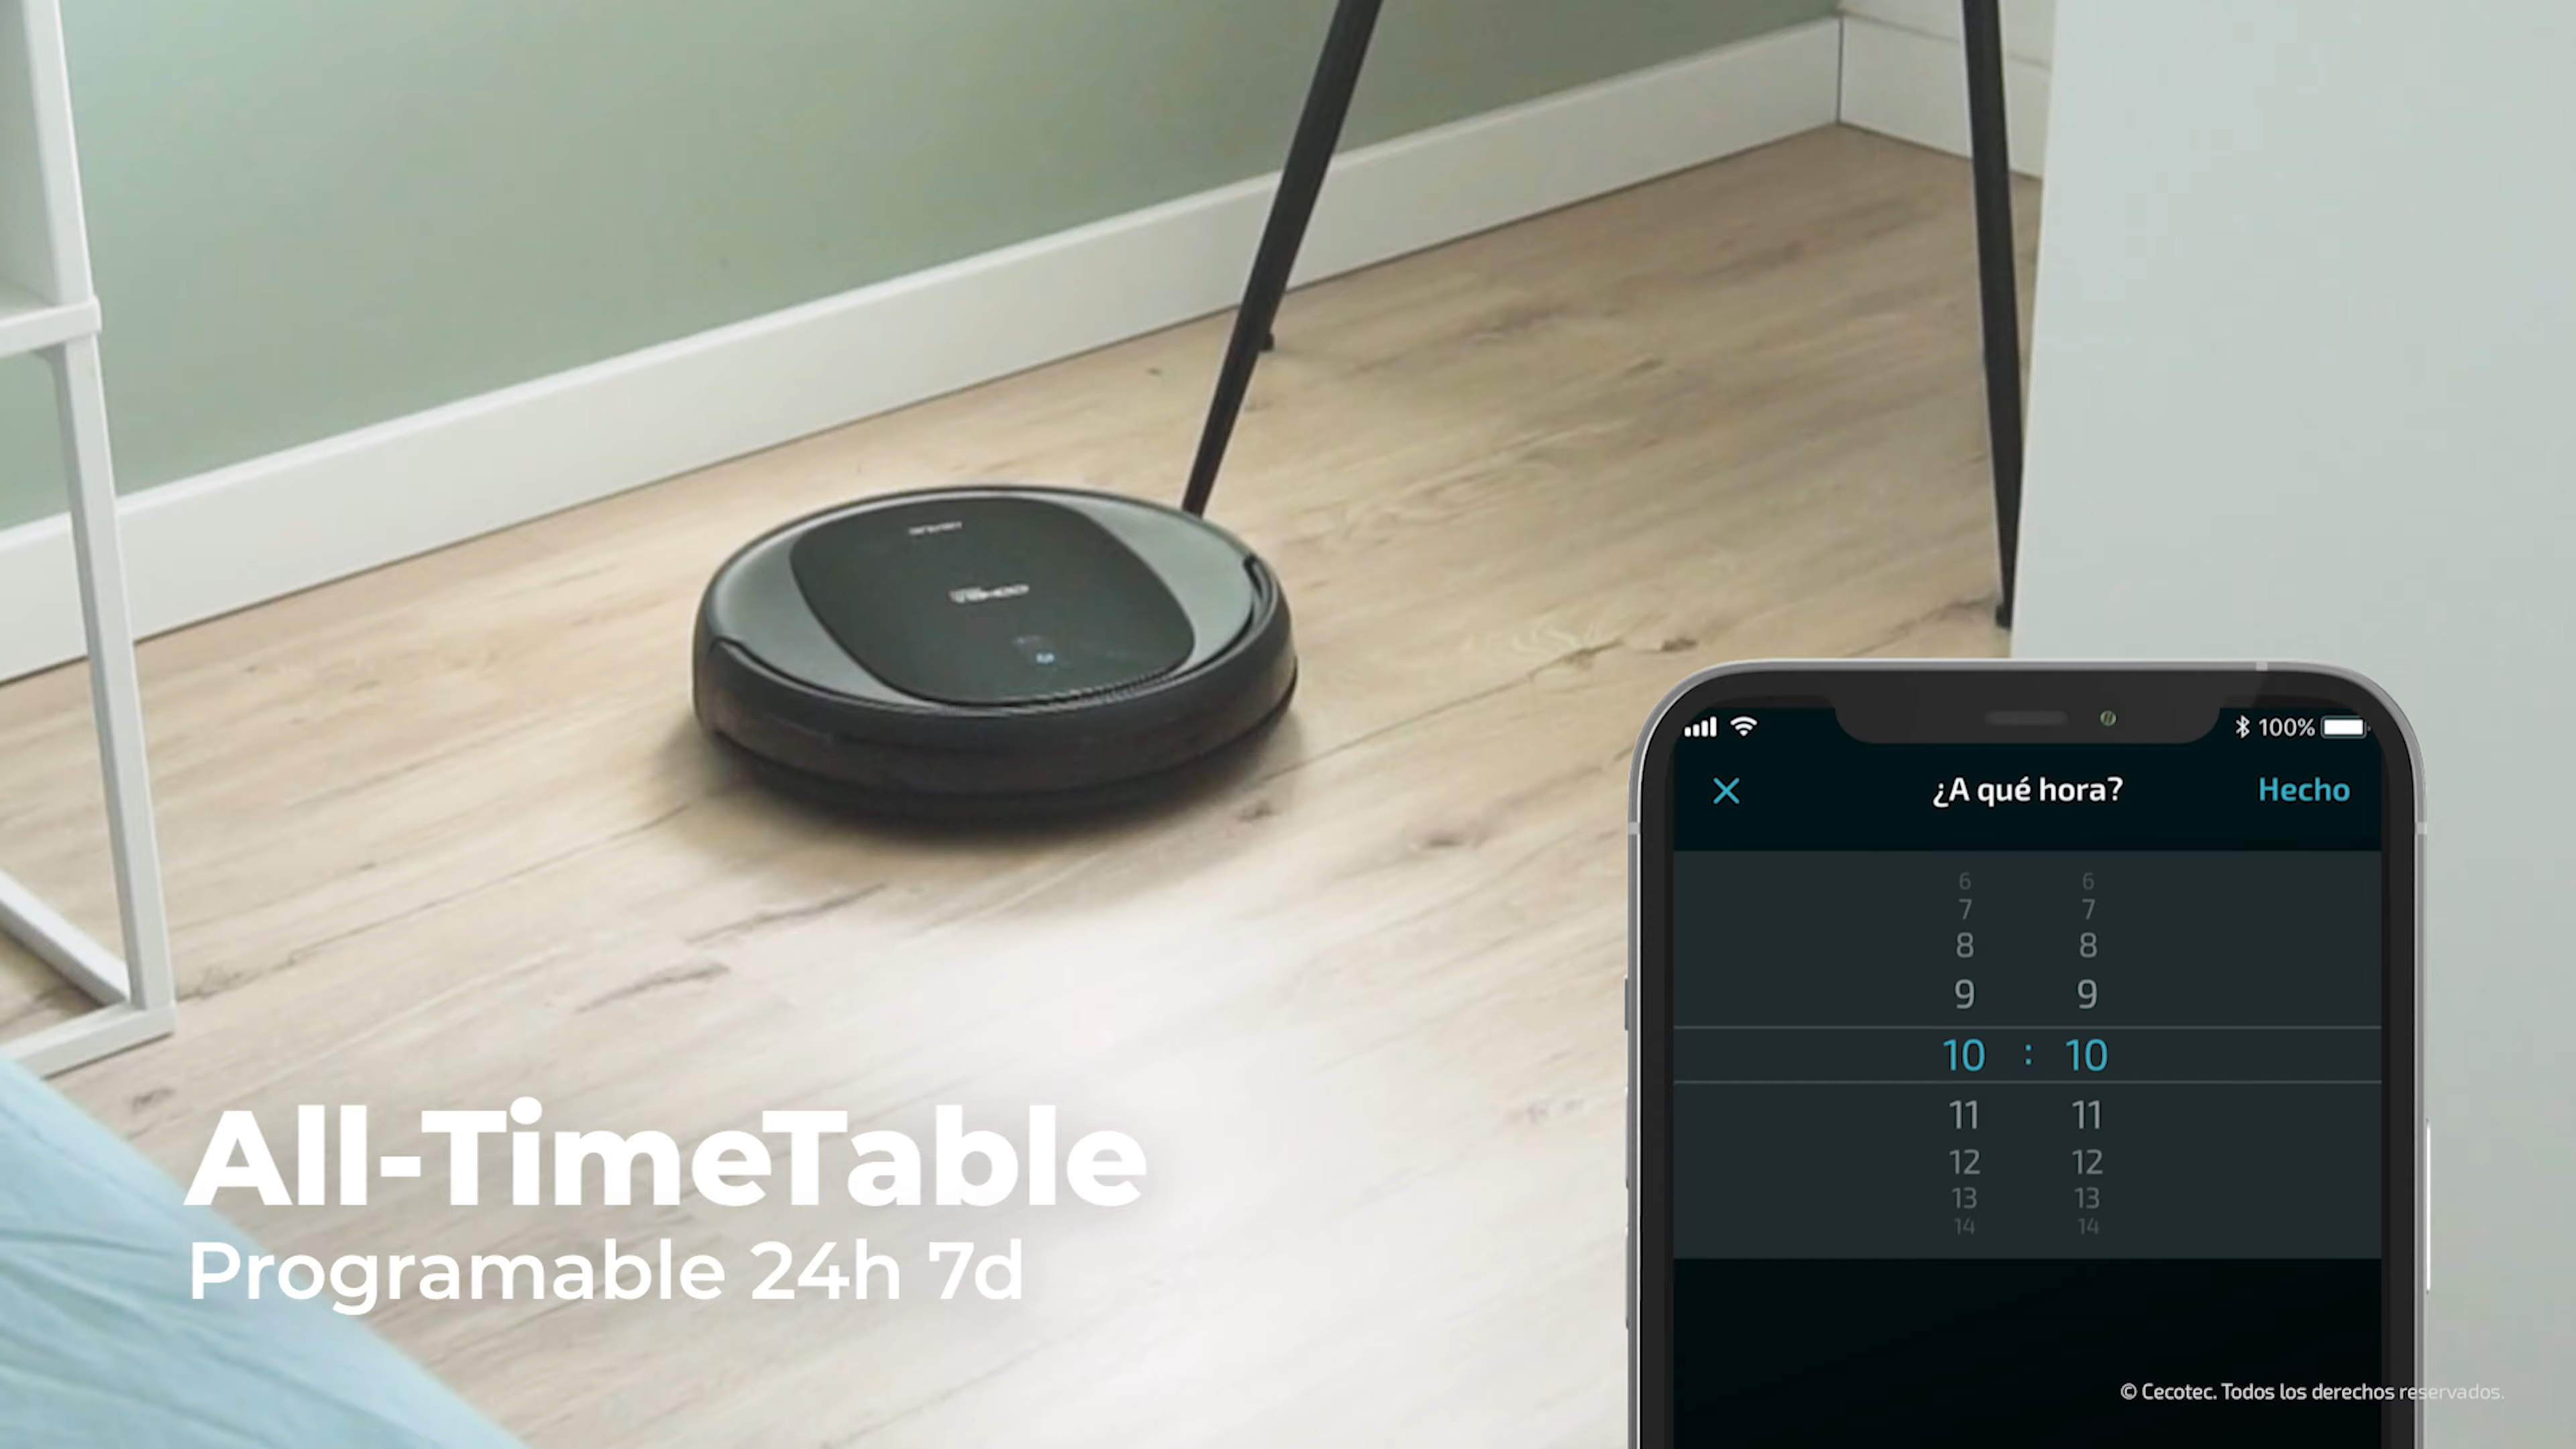 100%
¿A qué hora?
Hecho
6 6
7 7
8 8
9 9
10 : 10
11 11
12 12
13 13
14 14
All-TimeTable
Programable 24h 7d
© Cecotec. Todos los derechos reservados.